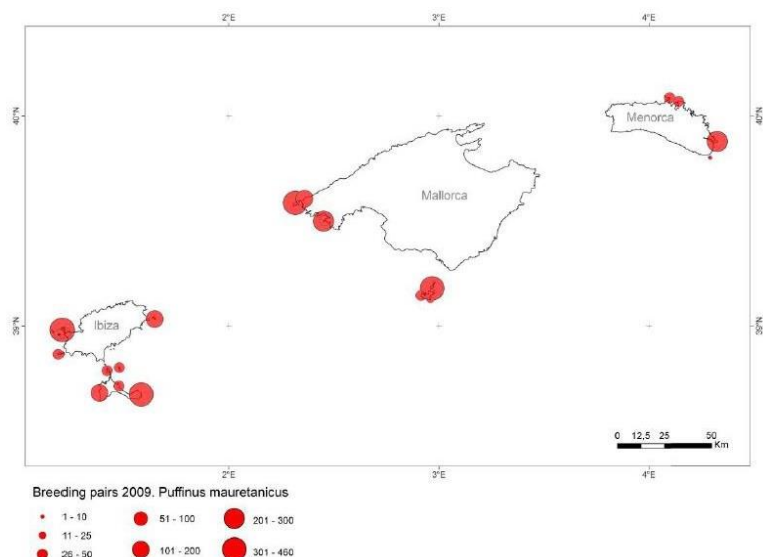 2°E 3°E 4°E
40°N 40°N
Menorca
Mallorca
39°N 39°N
Ibiza
0 12,5 25 50
Km
2°E 3°E 4°E
Breeding pairs 2009. Puffinus mauretanicus
1 - 10 51 - 100 201 - 300
11 - 25
26 - 50 101 - 200 301 - 460